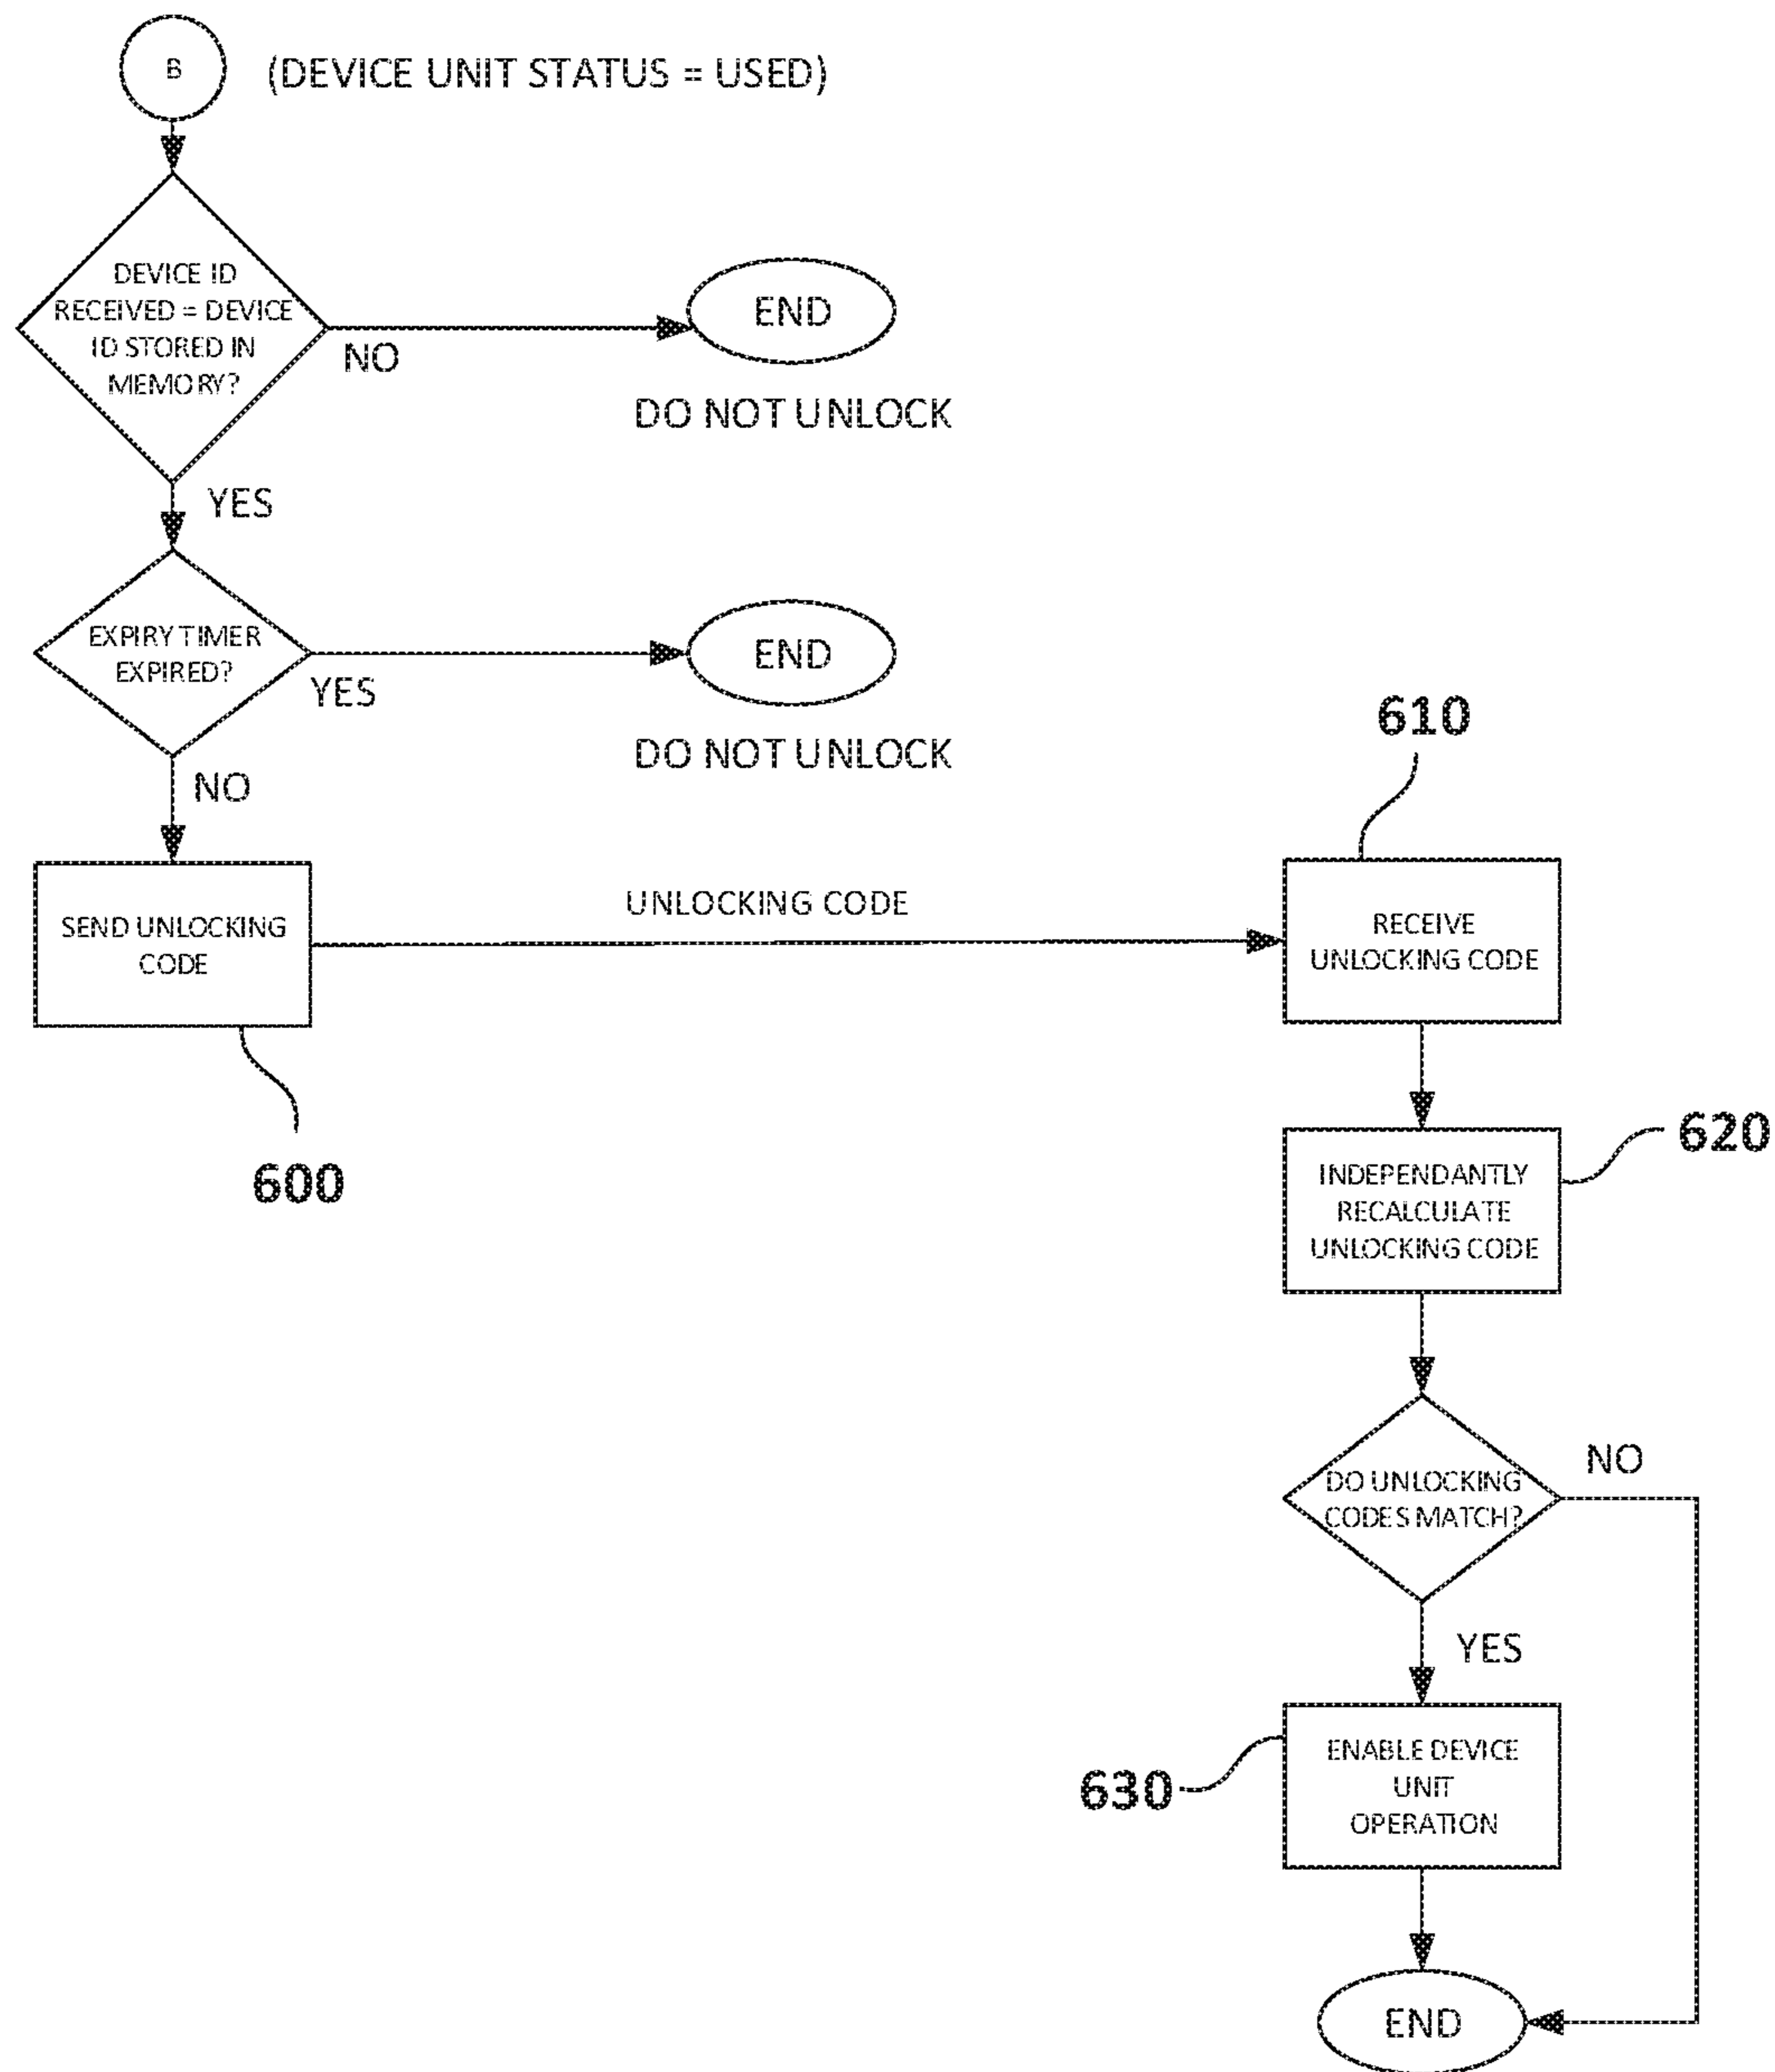 B
(DEVICE UNIT STATUS = USED)
DEVICE ID
RECEIVED = DEVICE
ID STORED IN
MEMORY?
NO
END
DO NOT UNLOCK
YES
EXPIRY TIMER
EXPIRED?
YES
END
DO NOT UNLOCK
NO
SEND UNLOCKING
CODE
600
UNLOCKING CODE
610
RECEIVE
UNLOCKING CODE
620
INDEPENDANTLY
RECALCULATE
UNLOCKING CODE
DO UNLOCKING
CODES MATCH?
NO
YES
630
ENABLE DEVICE
UNIT
OPERATION
END